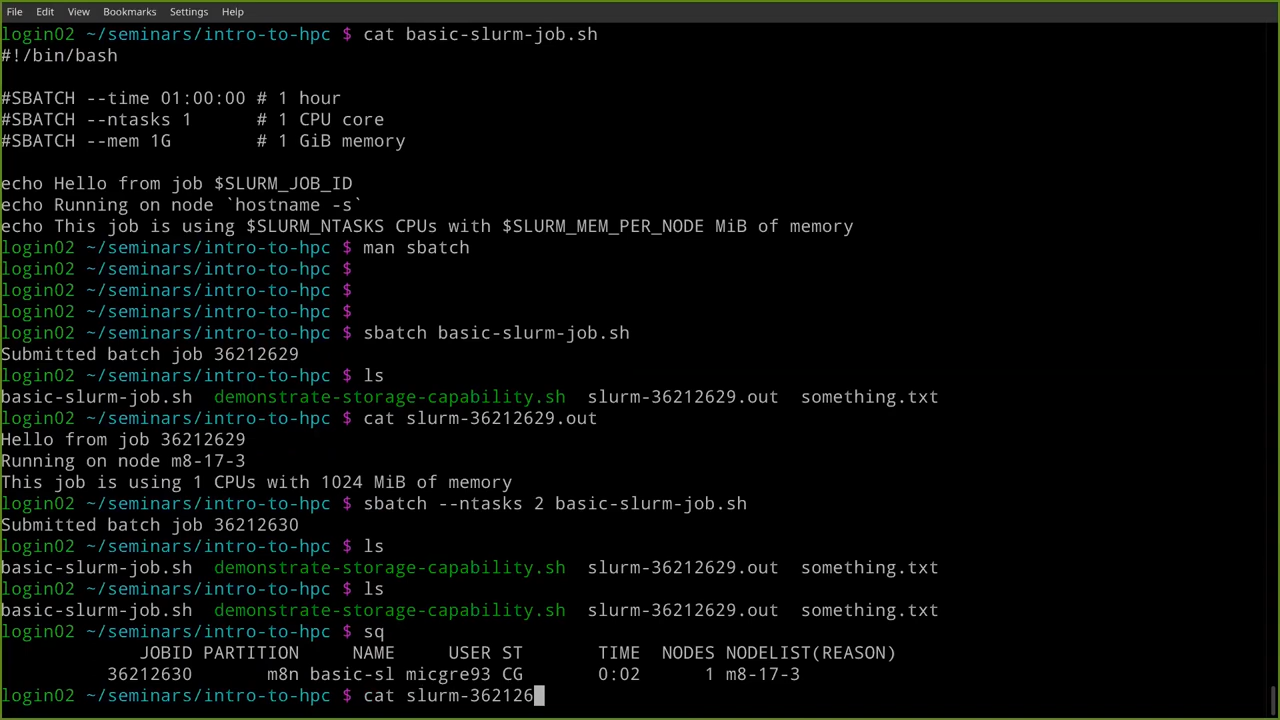 File Edit View Bookmarks Settings Help
login02 ~/seminars/intro-to-hpc $ cat basic-slurm-job.sh
#!/bin/bash
#SBATCH --time 01:00:00 # 1 hour
#SBATCH --ntasks 1      # 1 CPU core
#SBATCH --mem 1G        # 1 GiB memory
echo Hello from job $SLURM_JOB_ID
echo Running on node `hostname -s`
echo This job is using $SLURM_NTASKS CPUs with $SLURM_MEM_PER_NODE MiB of memory
login02 ~/seminars/intro-to-hpc $ man sbatch
login02 ~/seminars/intro-to-hpc $
login02 ~/seminars/intro-to-hpc $
login02 ~/seminars/intro-to-hpc $
login02 ~/seminars/intro-to-hpc $ sbatch basic-slurm-job.sh
Submitted batch job 36212629
login02 ~/seminars/intro-to-hpc $ ls
basic-slurm-job.sh  demonstrate-storage-capability.sh  slurm-36212629.out  something.txt
login02 ~/seminars/intro-to-hpc $ cat slurm-36212629.out
Hello from job 36212629
Running on node m8-17-3
This job is using 1 CPUs with 1024 MiB of memory
login02 ~/seminars/intro-to-hpc $ sbatch --ntasks 2 basic-slurm-job.sh
Submitted batch job 36212630
login02 ~/seminars/intro-to-hpc $ ls
basic-slurm-job.sh  demonstrate-storage-capability.sh  slurm-36212629.out  something.txt
login02 ~/seminars/intro-to-hpc $ ls
basic-slurm-job.sh  demonstrate-storage-capability.sh  slurm-36212629.out  something.txt
login02 ~/seminars/intro-to-hpc $ sq
JOBID PARTITION     NAME     USER ST       TIME  NODES NODELIST(REASON)
36212630       m8n basic-sl micgre93 CG       0:02      1 m8-17-3
login02 ~/seminars/intro-to-hpc $ cat slurm-362126